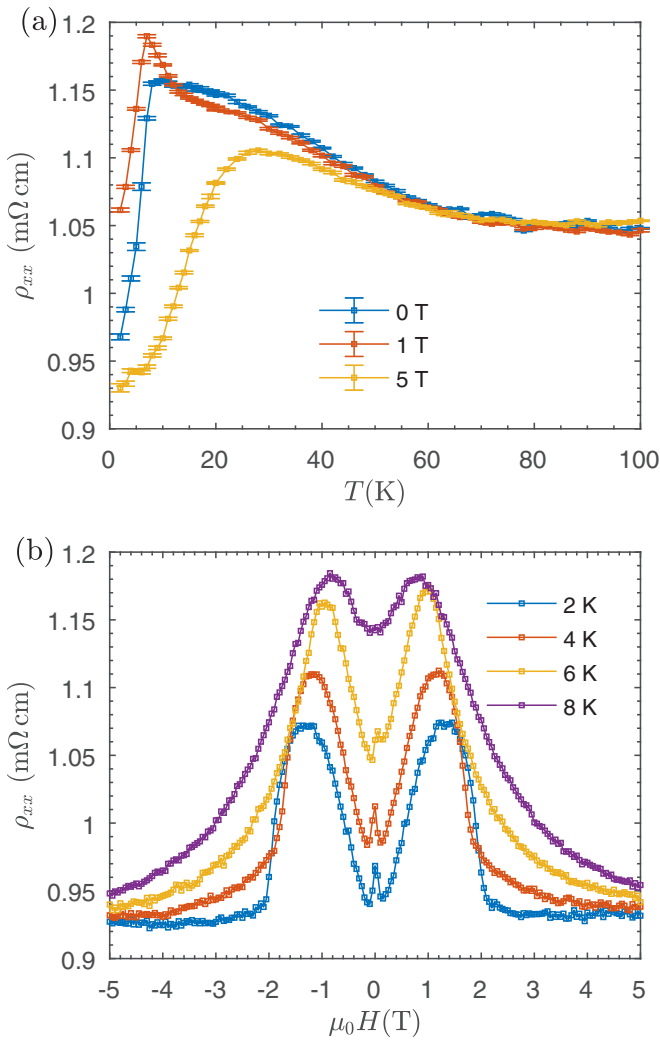 (a)
1.2
1.15
1.1
1.05
1
0.95
0.9
ρxx (mΩ cm)
0 T
1 T
5 T
0 20 40 60 80 100
T(K)
(b)
1.2
1.15
1.1
1.05
1
0.95
0.9
ρxx (mΩ cm)
2 K
4 K
6 K
8 K
-5 -4 -3 -2 -1 0 1 2 3 4 5
μ0H(T)